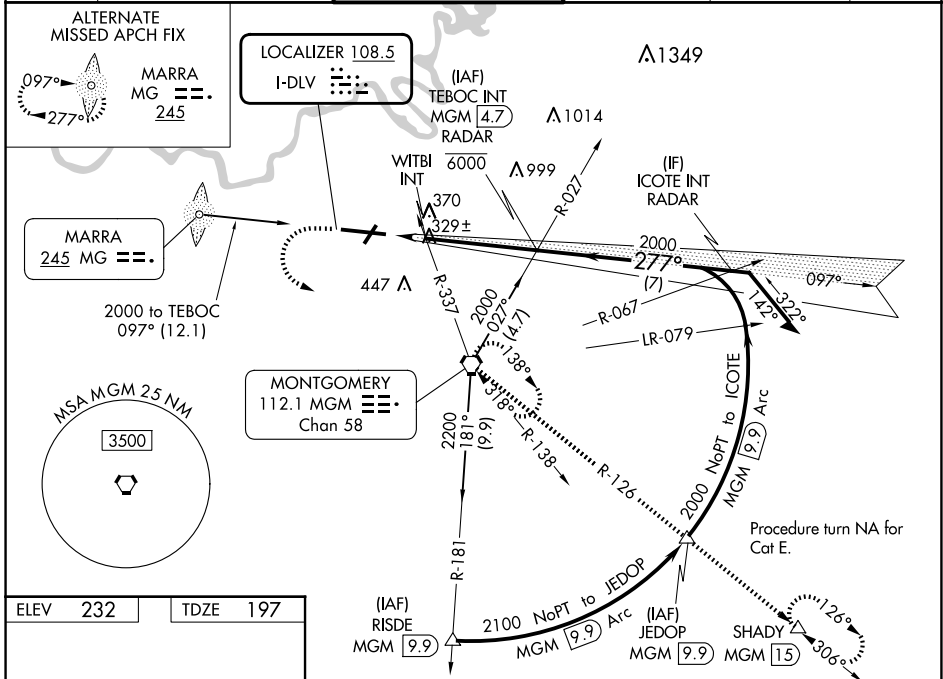 ALTERNATE
MISSED APCH FIX
097°
277°
MARRA
MG
245
LOCALIZER 108.5
I-DLV
1349
(IAF)
TEBOC INT
MGM 4.7
RADAR
6000
1014
999
WITBI
INT
370
329±
R-027
(IF)
ICOTE INT
RADAR
2000
277°
(7)
097°
MARRA
245 MG
2000 to TEBOC
097° (12.1)
447
R-337
2000
027°
(4.7)
R-067
LR-079
142°
322°
MONTGOMERY
112.1 MGM
Chan 58
138°
318°
R-138
R-126
2200
181°
(9.9)
R-181
MSA MGM 25 NM
3500
2000 NoPT to ICOTE
MGM 9.9 Arc
Procedure turn NA for
Cat E.
2100 NoPT to JEDOP
MGM 9.9 Arc
(IAF)
RISDE
MGM 9.9
(IAF)
JEDOP
MGM 9.9
SHADY
MGM 15
126°
306°
ELEV 232
TDZE 197